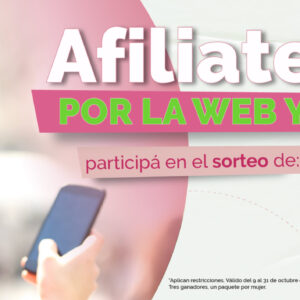 Afiliate
POR LA WEB Y
participá en el sorteo de:
*Aplican restricciones. Válido del 9 al 31 de octubre
Tres ganadores, un paquete por mujer.